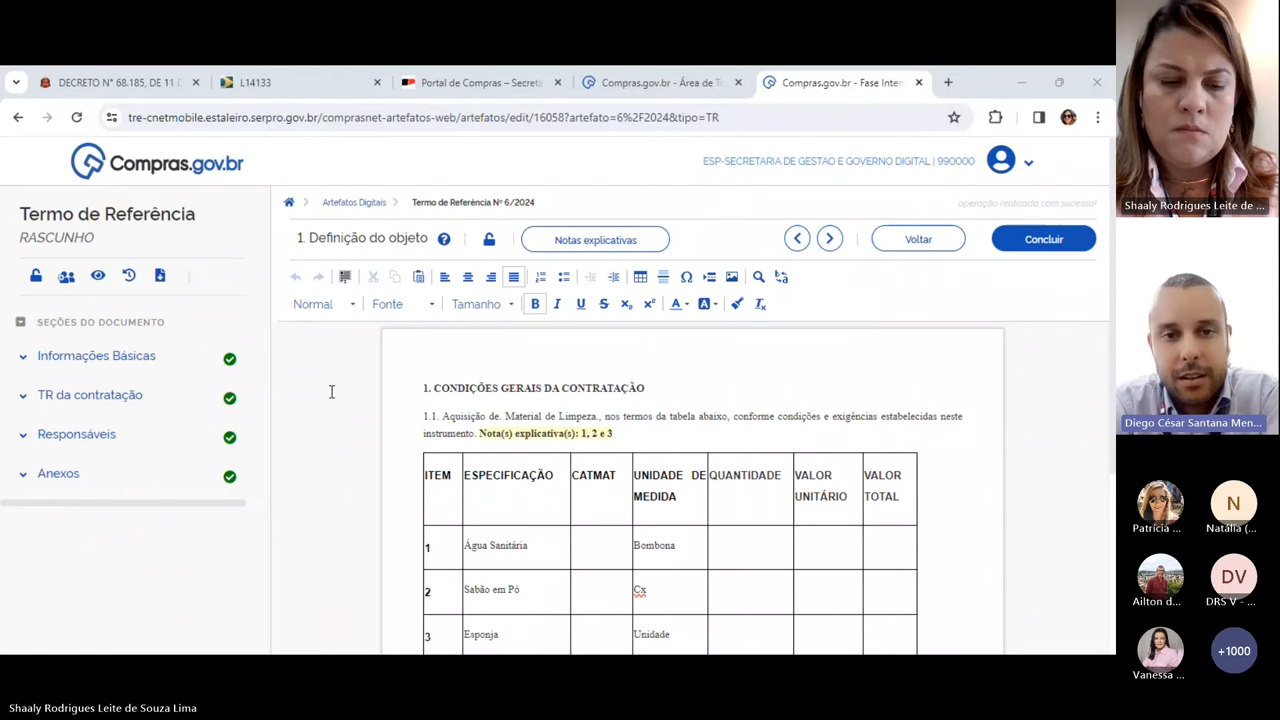 DECRETO N° 68.185, DE 11
L14133
Portal de Compras – Secreta
Compras.gov.br - Área de T
Compras.gov.br - Fase Inter
tre-cnetmobile.estaleiro.serpro.gov.br/comprasnet-artefatos-web/artefatos/edit/16058?artefato=6%2F2024&tipo=TR
Compras.gov.br
ESP-SECRETARIA DE GESTAO E GOVERNO DIGITAL | 990000
Termo de Referência
RASCUNHO
Artefatos Digitais
Termo de Referência Nº 6/2024
operação realizada com sucesso!
1. Definição do objeto
Notas explicativas
Voltar
Concluir
Normal
Fonte
Tamanho
SEÇÕES DO DOCUMENTO
Informações Básicas
TR da contratação
Responsáveis
Anexos
1. CONDIÇÕES GERAIS DA CONTRATAÇÃO
1.1. Aquisição de. Material de Limpeza., nos termos da tabela abaixo, conforme condições e exigências estabelecidas neste
instrumento. Nota(s) explicativa(s): 1, 2 e 3
ITEM ESPECIFICAÇÃO CATMAT UNIDADE DE MEDIDA QUANTIDADE VALOR UNITÁRIO VALOR TOTAL
1 Água Sanitária Bombona
2 Sabão em Pò Cx
3 Esponja Unidade
Shaaly Rodrigues Leite de ...
Diego César Santana Men...
Patrícia ...
N
Natália (...
Ailton d...
DV
DRS V - ...
Vanessa ...
+1000
Shaaly Rodrigues Leite de Souza Lima